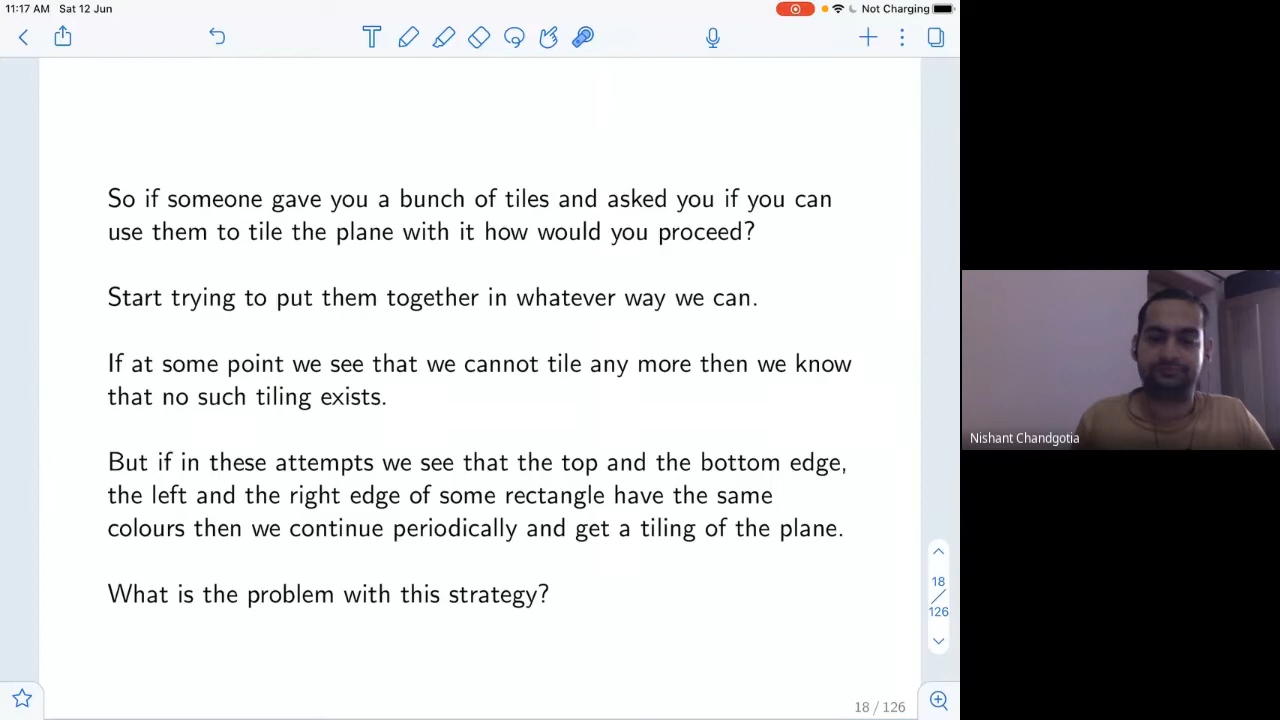 11:17 AM Sat 12 Jun
Not Charging
So if someone gave you a bunch of tiles and asked you if you can
use them to tile the plane with it how would you proceed?
Start trying to put them together in whatever way we can.
If at some point we see that we cannot tile any more then we know
that no such tiling exists.
But if in these attempts we see that the top and the bottom edge,
the left and the right edge of some rectangle have the same
colours then we continue periodically and get a tiling of the plane.
What is the problem with this strategy?
18
126
18 / 126
Nishant Chandgotia